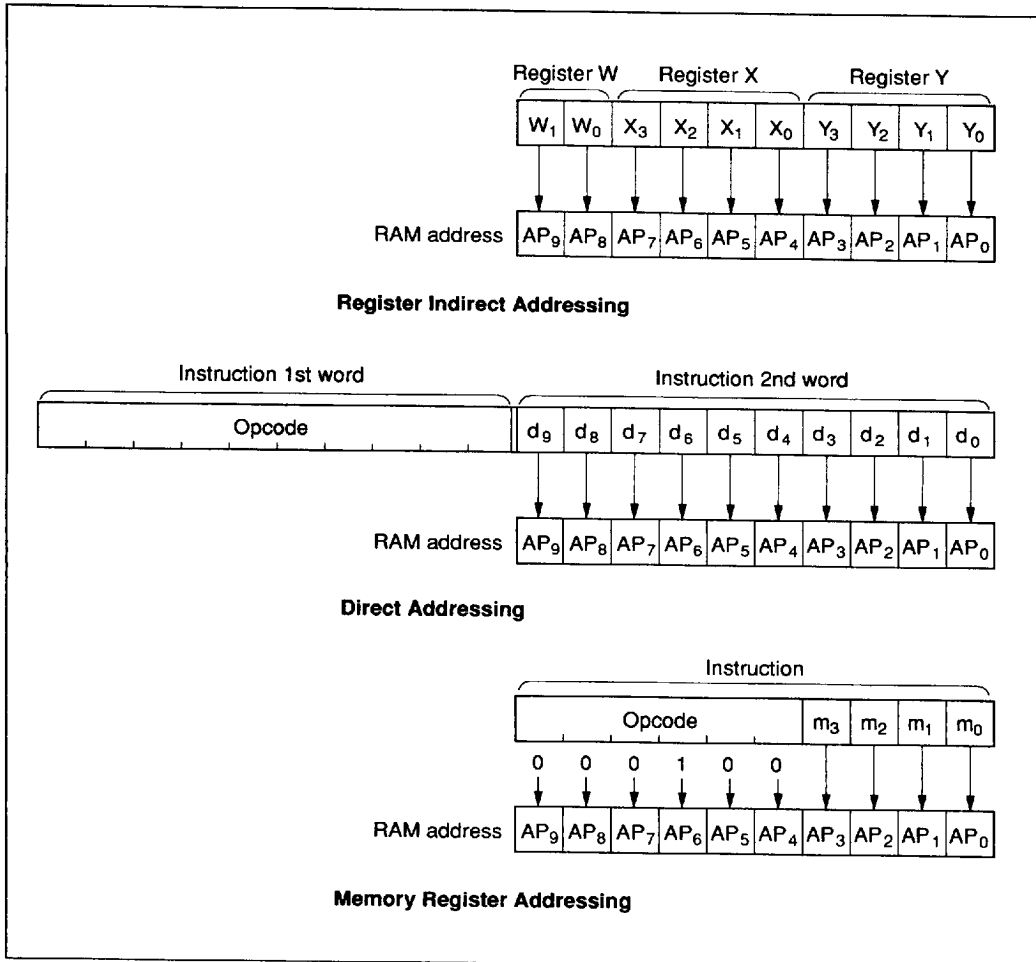 Register W Register X Register Y
W1 W0 X3 X2 X1 X0 Y3 Y2 Y1 Y0
RAM address AP9 AP8 AP7 AP6 AP5 AP4 AP3 AP2 AP1 AP0
Register Indirect Addressing
Instruction 1st word Instruction 2nd word
Opcode d9 d8 d7 d6 d5 d4 d3 d2 d1 d0
RAM address AP9 AP8 AP7 AP6 AP5 AP4 AP3 AP2 AP1 AP0
Direct Addressing
Instruction
Opcode m3 m2 m1 m0
0 0 0 1 0 0
RAM address AP9 AP8 AP7 AP6 AP5 AP4 AP3 AP2 AP1 AP0
Memory Register Addressing